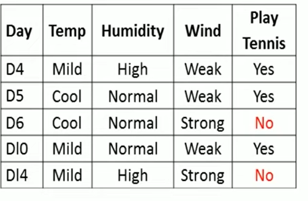 Day Temp Humidity Wind Play Tennis
D4 Mild High Weak Yes
D5 Cool Normal Weak Yes
D6 Cool Normal Strong No
Dl0 Mild Normal Weak Yes
Dl4 Mild High Strong No